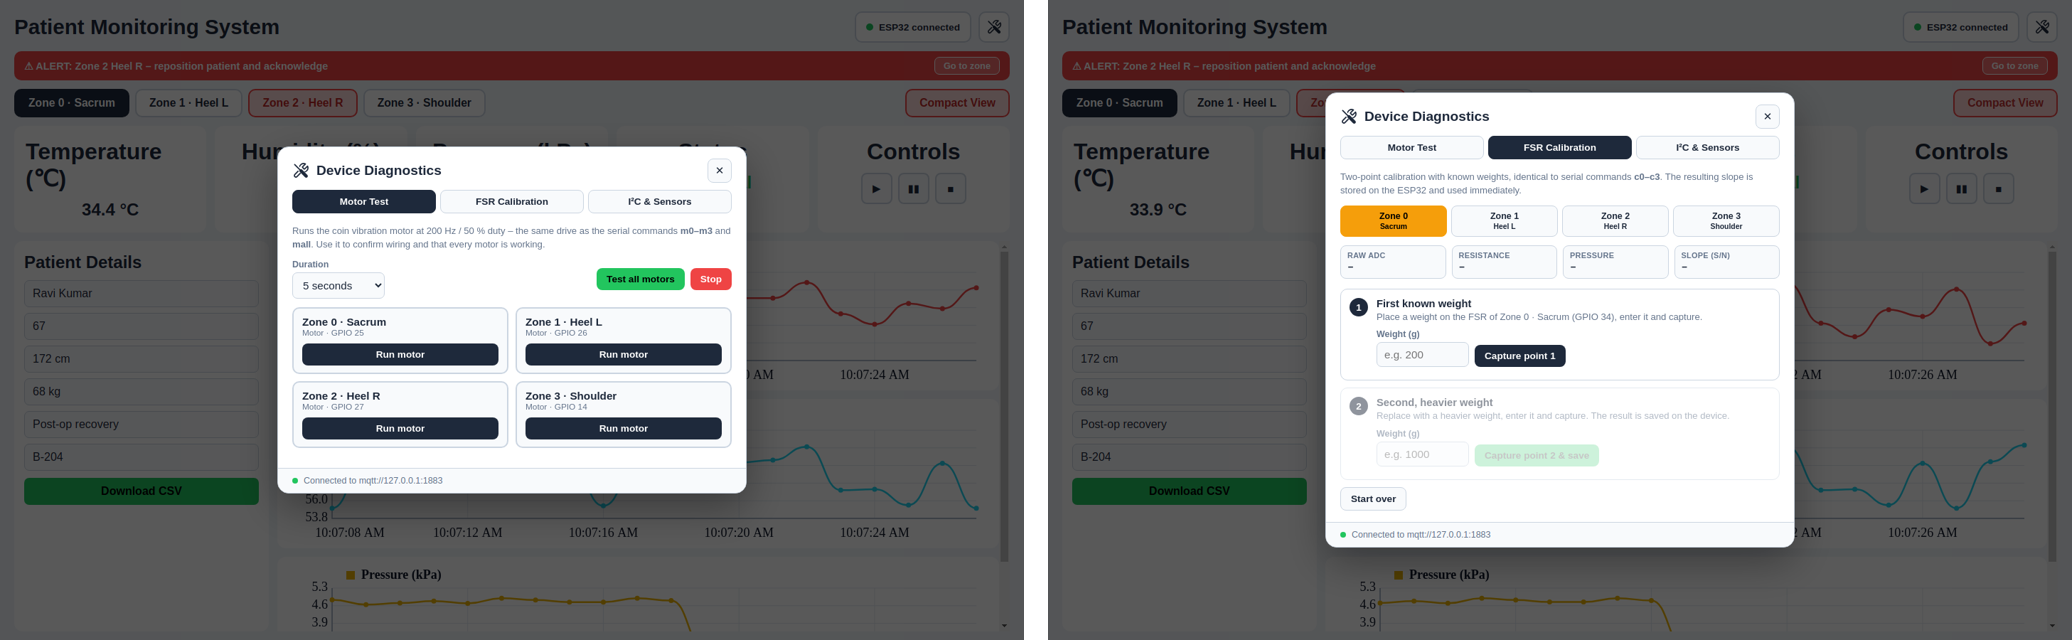 Patient Monitoring System
ESP32 connected
⚠ ALERT: Zone 2 Heel R – reposition patient and acknowledge
Go to zone
Zone 0 · Sacrum
Zone 1 · Heel L
Zone 2 · Heel R
Zone 3 · Shoulder
Compact View
Temperature
(℃)
34.4 °C
Controls
Patient Details
Ravi Kumar
67
172 cm
68 kg
Post-op recovery
B-204
Download CSV
Device Diagnostics
Motor Test
FSR Calibration
I²C & Sensors
Runs the coin vibration motor at 200 Hz / 50 % duty – the same drive as the serial commands m0–m3 and
mall. Use it to confirm wiring and that every motor is working.
Duration
5 seconds
Test all motors
Stop
Zone 0 · Sacrum
Motor · GPIO 25
Run motor
Zone 1 · Heel L
Motor · GPIO 26
Run motor
Zone 2 · Heel R
Motor · GPIO 27
Run motor
Zone 3 · Shoulder
Motor · GPIO 14
Run motor
Connected to mqtt://127.0.0.1:1883
AM
10:07:24 AM
56.0
53.8
10:07:08 AM
10:07:12 AM
10:07:16 AM
10:07:20 AM
10:07:24 AM
Pressure (kPa)
5.3
4.6
3.9
Patient Monitoring System
ESP32 connected
⚠ ALERT: Zone 2 Heel R – reposition patient and acknowledge
Go to zone
Zone 0 · Sacrum
Zone 1 · Heel L
Compact View
Temperature
(℃)
33.9 °C
Controls
Patient Details
Ravi Kumar
67
172 cm
68 kg
Post-op recovery
B-204
Download CSV
Device Diagnostics
Motor Test
FSR Calibration
I²C & Sensors
Two-point calibration with known weights, identical to serial commands c0–c3. The resulting slope is
stored on the ESP32 and used immediately.
Zone 0
Sacrum
Zone 1
Heel L
Zone 2
Heel R
Zone 3
Shoulder
RAW ADC
–
RESISTANCE
–
PRESSURE
–
SLOPE (S/N)
–
1
First known weight
Place a weight on the FSR of Zone 0 · Sacrum (GPIO 34), enter it and capture.
Weight (g)
e.g. 200
Capture point 1
2
Second, heavier weight
Replace with a heavier weight, enter it and capture. The result is saved on the device.
Weight (g)
e.g. 1000
Capture point 2 & save
Start over
Connected to mqtt://127.0.0.1:1883
AM
10:07:26 AM
AM
10:07:26 AM
Pressure (kPa)
5.3
4.6
3.9